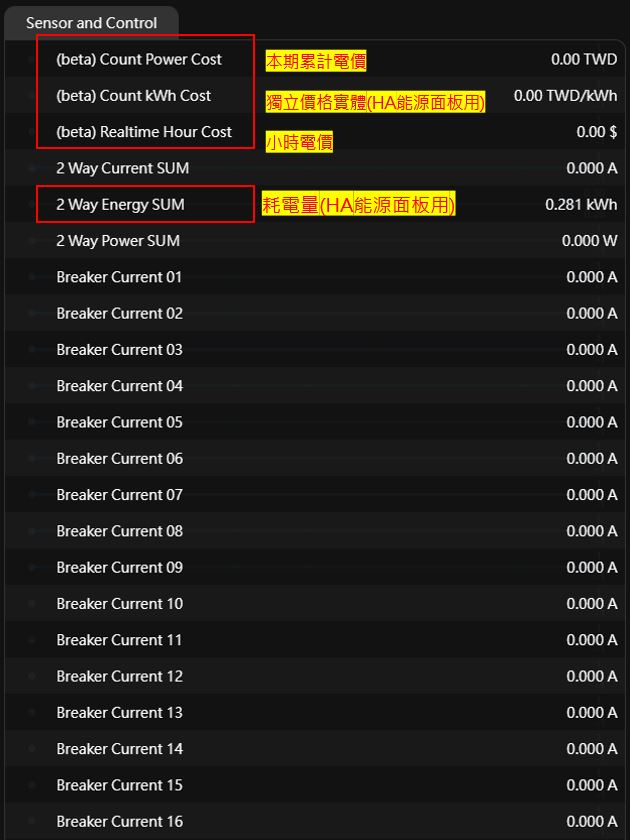 Sensor and Control
(beta) Count Power Cost 本期累計電價 0.00 TWD
(beta) Count kWh Cost 獨立價格實體(HA能源面板用) 0.00 TWD/kWh
(beta) Realtime Hour Cost 小時電價 0.00 $
2 Way Current SUM 0.000 A
2 Way Energy SUM 耗電量(HA能源面板用) 0.281 kWh
2 Way Power SUM 0.000 W
Breaker Current 01 0.000 A
Breaker Current 02 0.000 A
Breaker Current 03 0.000 A
Breaker Current 04 0.000 A
Breaker Current 05 0.000 A
Breaker Current 06 0.000 A
Breaker Current 07 0.000 A
Breaker Current 08 0.000 A
Breaker Current 09 0.000 A
Breaker Current 10 0.000 A
Breaker Current 11 0.000 A
Breaker Current 12 0.000 A
Breaker Current 13 0.000 A
Breaker Current 14 0.000 A
Breaker Current 15 0.000 A
Breaker Current 16 0.000 A